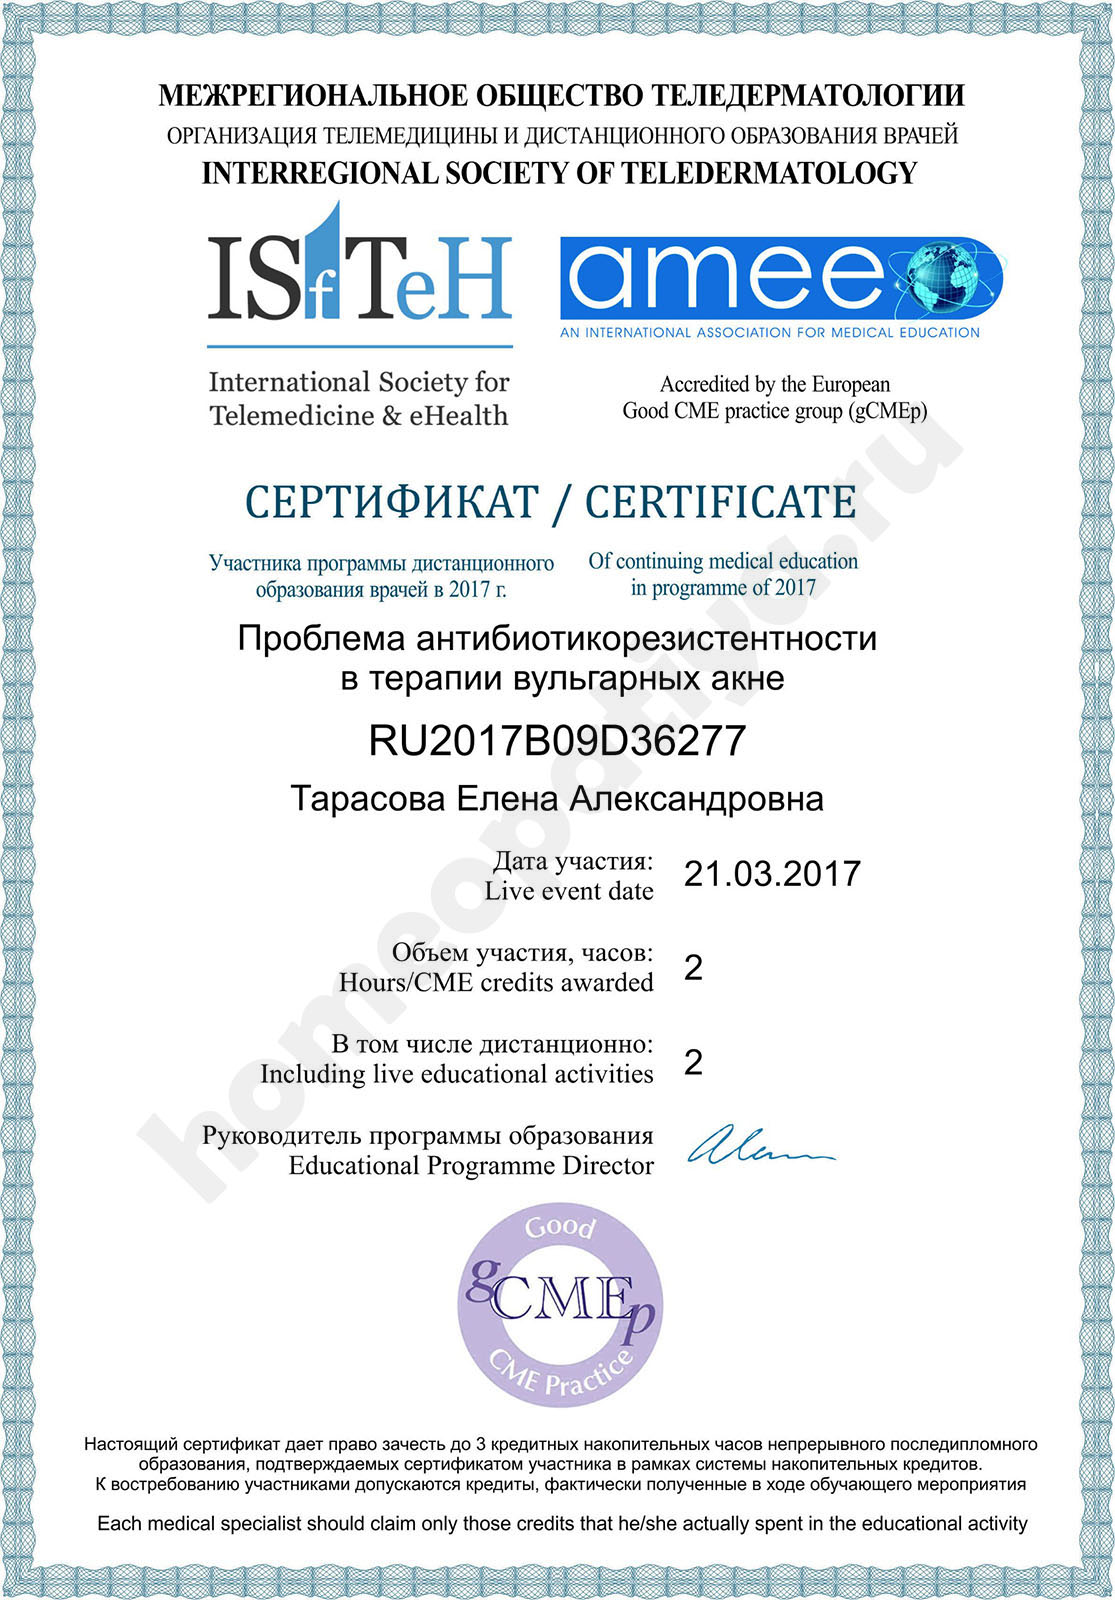 МЕЖРЕГИОНАЛЬНОЕ ОБЩЕСТВО ТЕЛЕДЕРМАТОЛОГИИ
ОРГАНИЗАЦИЯ ТЕЛЕМЕДИЦИНЫ И ДИСТАНЦИОННОГО ОБРАЗОВАНИЯ ВРАЧЕЙ
INTERREGIONAL SOCIETY OF TELEDERMATOLOGY
ISfTeH
International Society for
Telemedicine & eHealth
amee
AN INTERNATIONAL ASSOCIATION FOR MEDICAL EDUCATION
Accredited by the European
Good CME practice group (gCMEp)
СЕРТИФИКАТ / CERTIFICATE
Участника программы дистанционного
образования врачей в 2017 г.
Of continuing medical education
in programme of 2017
Проблема антибиотикорезистентности
в терапии вульгарных акне
RU2017B09D36277
Тарасова Елена Александровна
Дата участия:
Live event date
21.03.2017
Объем участия, часов:
Hours/CME credits awarded
2
В том числе дистанционно:
Including live educational activities
2
Руководитель программы образования
Educational Programme Director
Good
gCMEp
CME Practice
Настоящий сертификат дает право зачесть до 3 кредитных накопительных часов непрерывного последипломного
образования, подтверждаемых сертификатом участника в рамках системы накопительных кредитов.
К востребованию участниками допускаются кредиты, фактически полученные в ходе обучающего мероприятия
Each medical specialist should claim only those credits that he/she actually spent in the educational activity
homeopatiya.ru